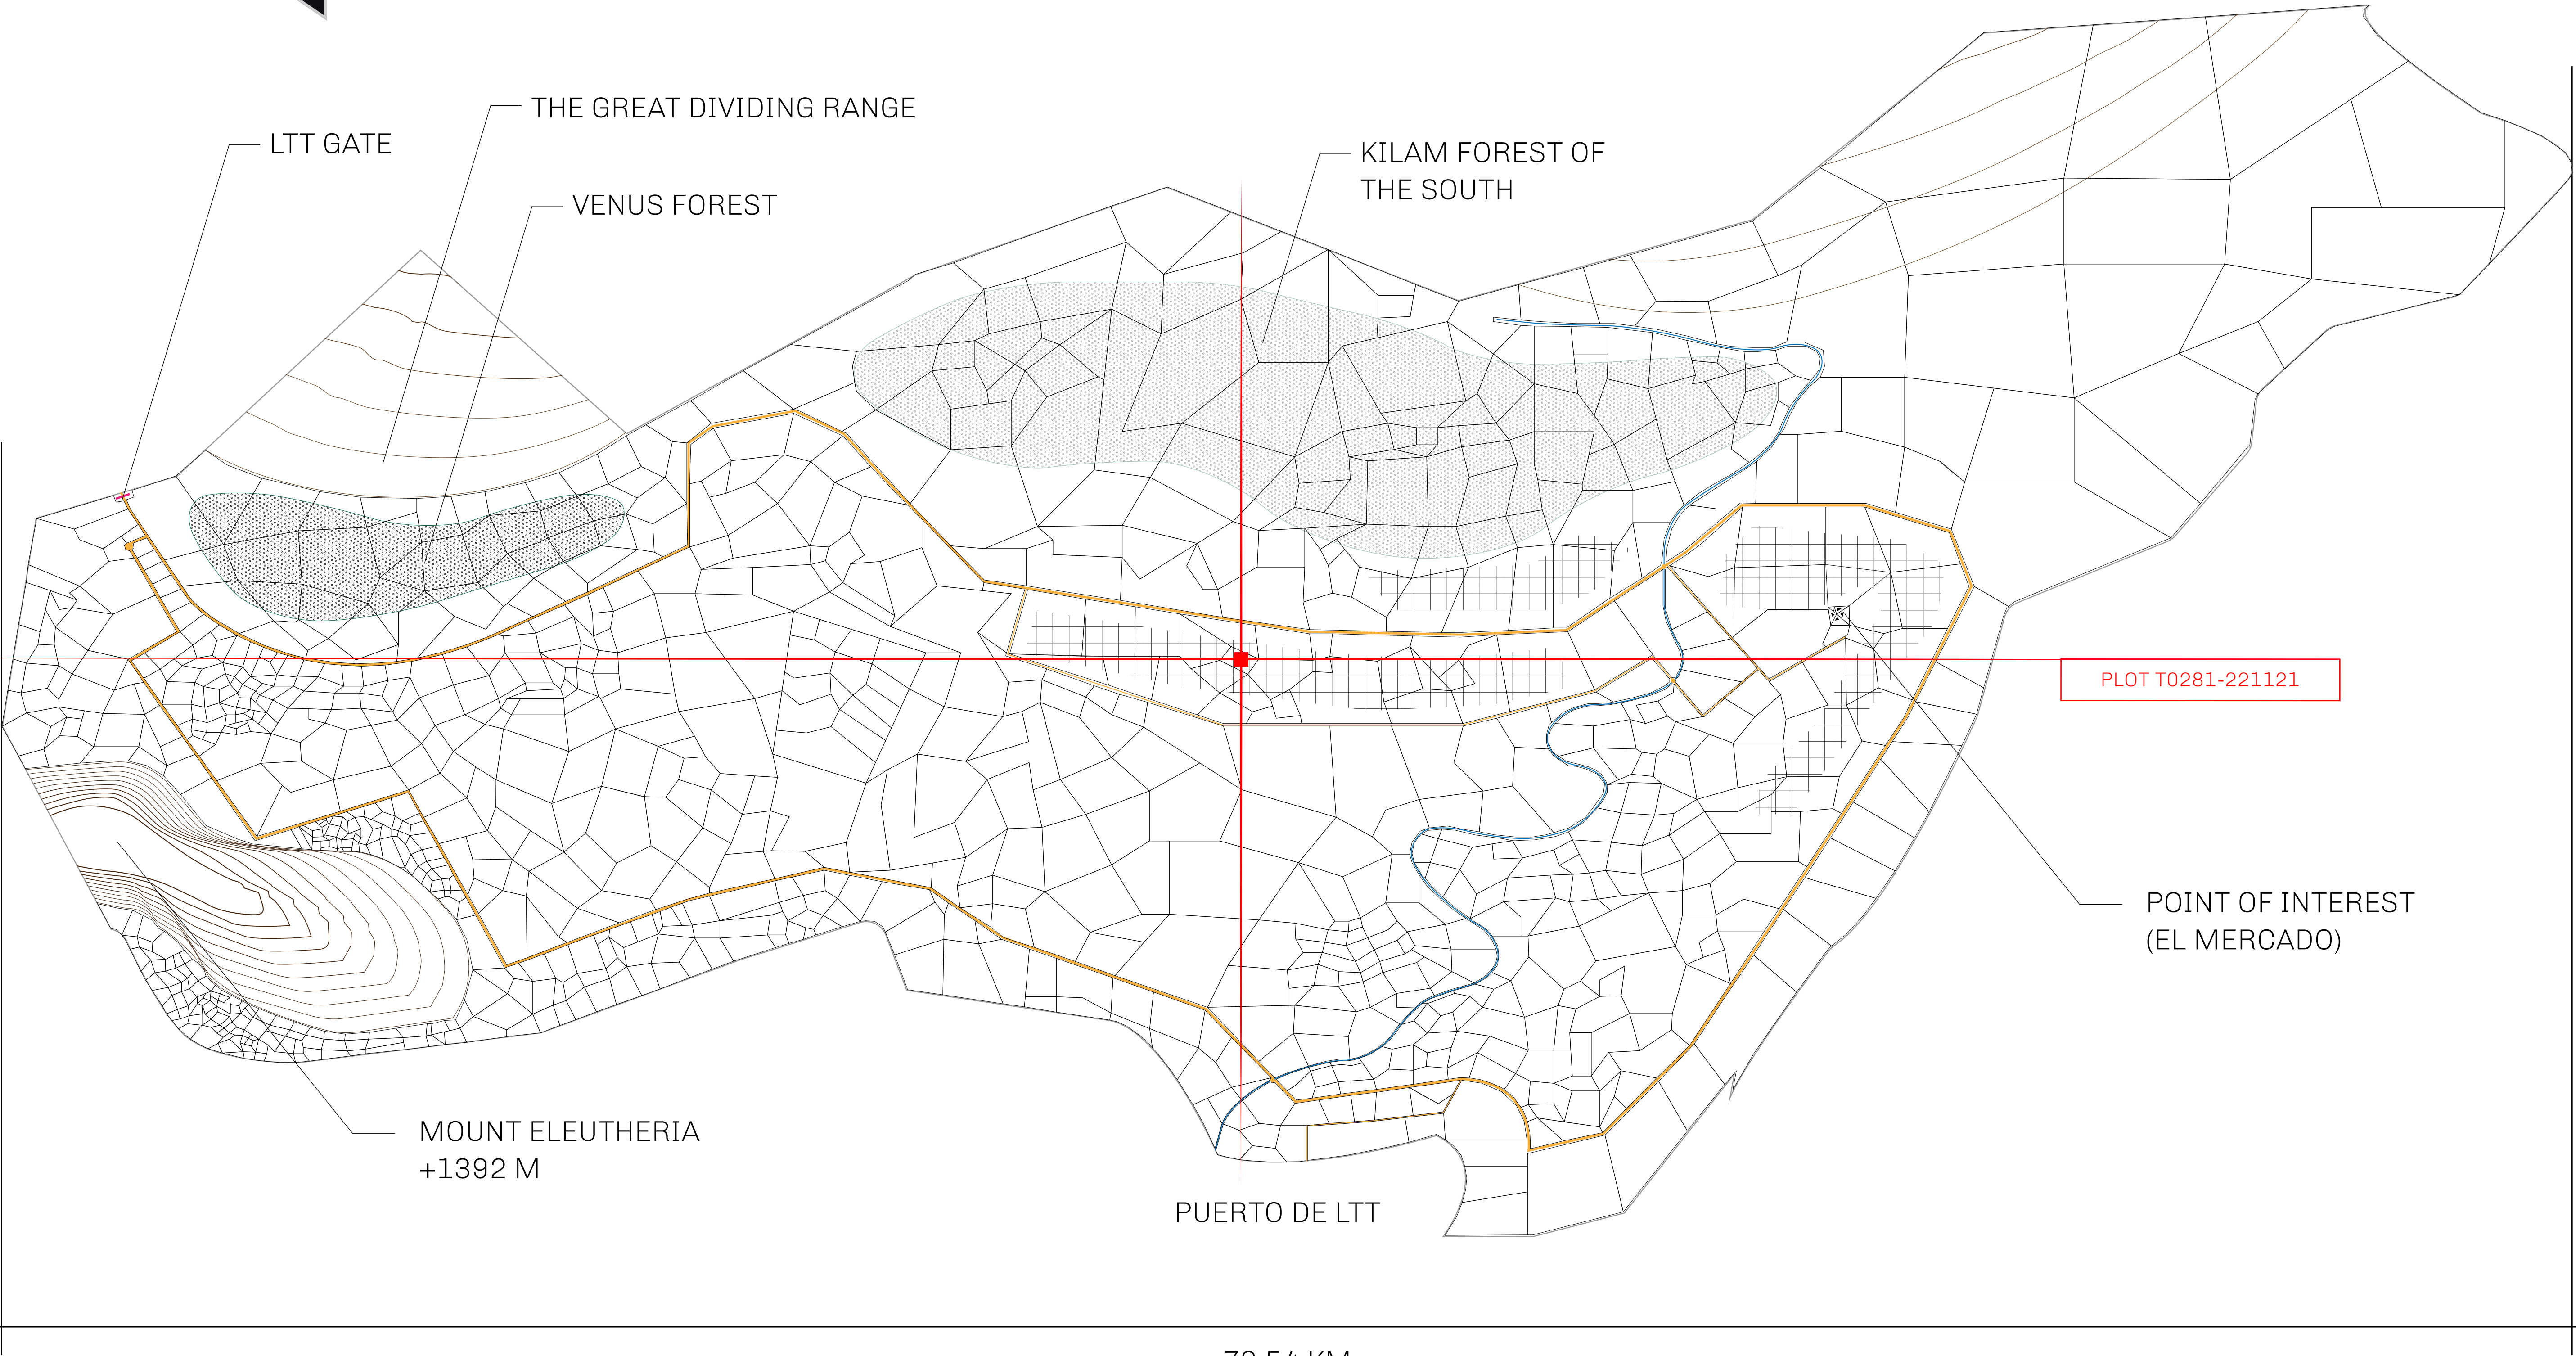 THE GREAT DIVIDING RANGE
LTT GATE
KILAM FOREST OF
THE SOUTH
VENUS FOREST
PLOT T0281-221121
POINT OF INTEREST
(EL MERCADO)
MOUNT ELEUTHERIA
+1392 M
PUERTO DE LTT
KM